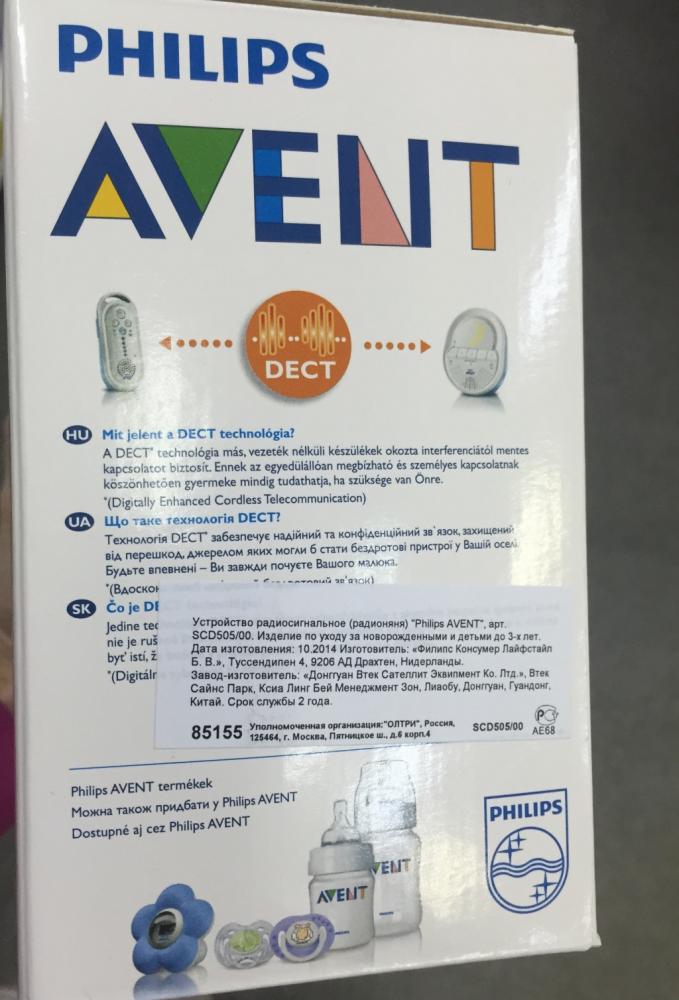 PHILIPS
AVENT
DECT
HU Mit jelent a DECT technológia?
A DECT* technológia más, vezeték nélküli készülékek okozta interferenciától mentes
kapcsolatot biztosít. Ennek az egyedülállóan megbízható és személyes kapcsolatnak
köszönhetően gyermeke mindig tudathatja, ha szüksége van Önre.
*(Digitally Enhanced Cordless Telecommunication)
UA Що таке технологія DECT?
Технологія DECT* забезпечує надійний та конфіденційний зв`язок, захищений
від перешкод, джерелом яких могли б стати бездротові пристрої у Вашій оселі.
Будьте впевнені – Ви завжди почуєте Вашого малюка.
SK Čo je
Jedine
nie je
byť istí,
Устройство радиосигнальное (радионяня) "Philips AVENT", арт.
SCD505/00. Изделие по уходу за новорожденными и детьми до 3-х лет.
Дата изготовления: 10.2014 Изготовитель: «Филипс Консумер Лайфстайл
Б. В.», Туссендипен 4, 9206 АД Драхтен, Нидерланды.
Завод-изготовитель: «Донггуан Втек Сателлит Эквипмент Ко. Лтд.», Втек
Сайнс Парк, Ксиа Линг Бей Менеджмент Зон, Лиаобу, Донггуан, Гуандонг,
Китай. Срок службы 2 года.
85155 Уполномоченная организация:"ОЛТРИ", Россия,
125464, г. Москва, Пятницкое ш., д.6 корп.4
SCD505/00
АЕ68
Philips AVENT termékek
Можна також придбати у Philips AVENT
Dostupné aj cez Philips AVENT
PHILIPS
AVENT
VENT